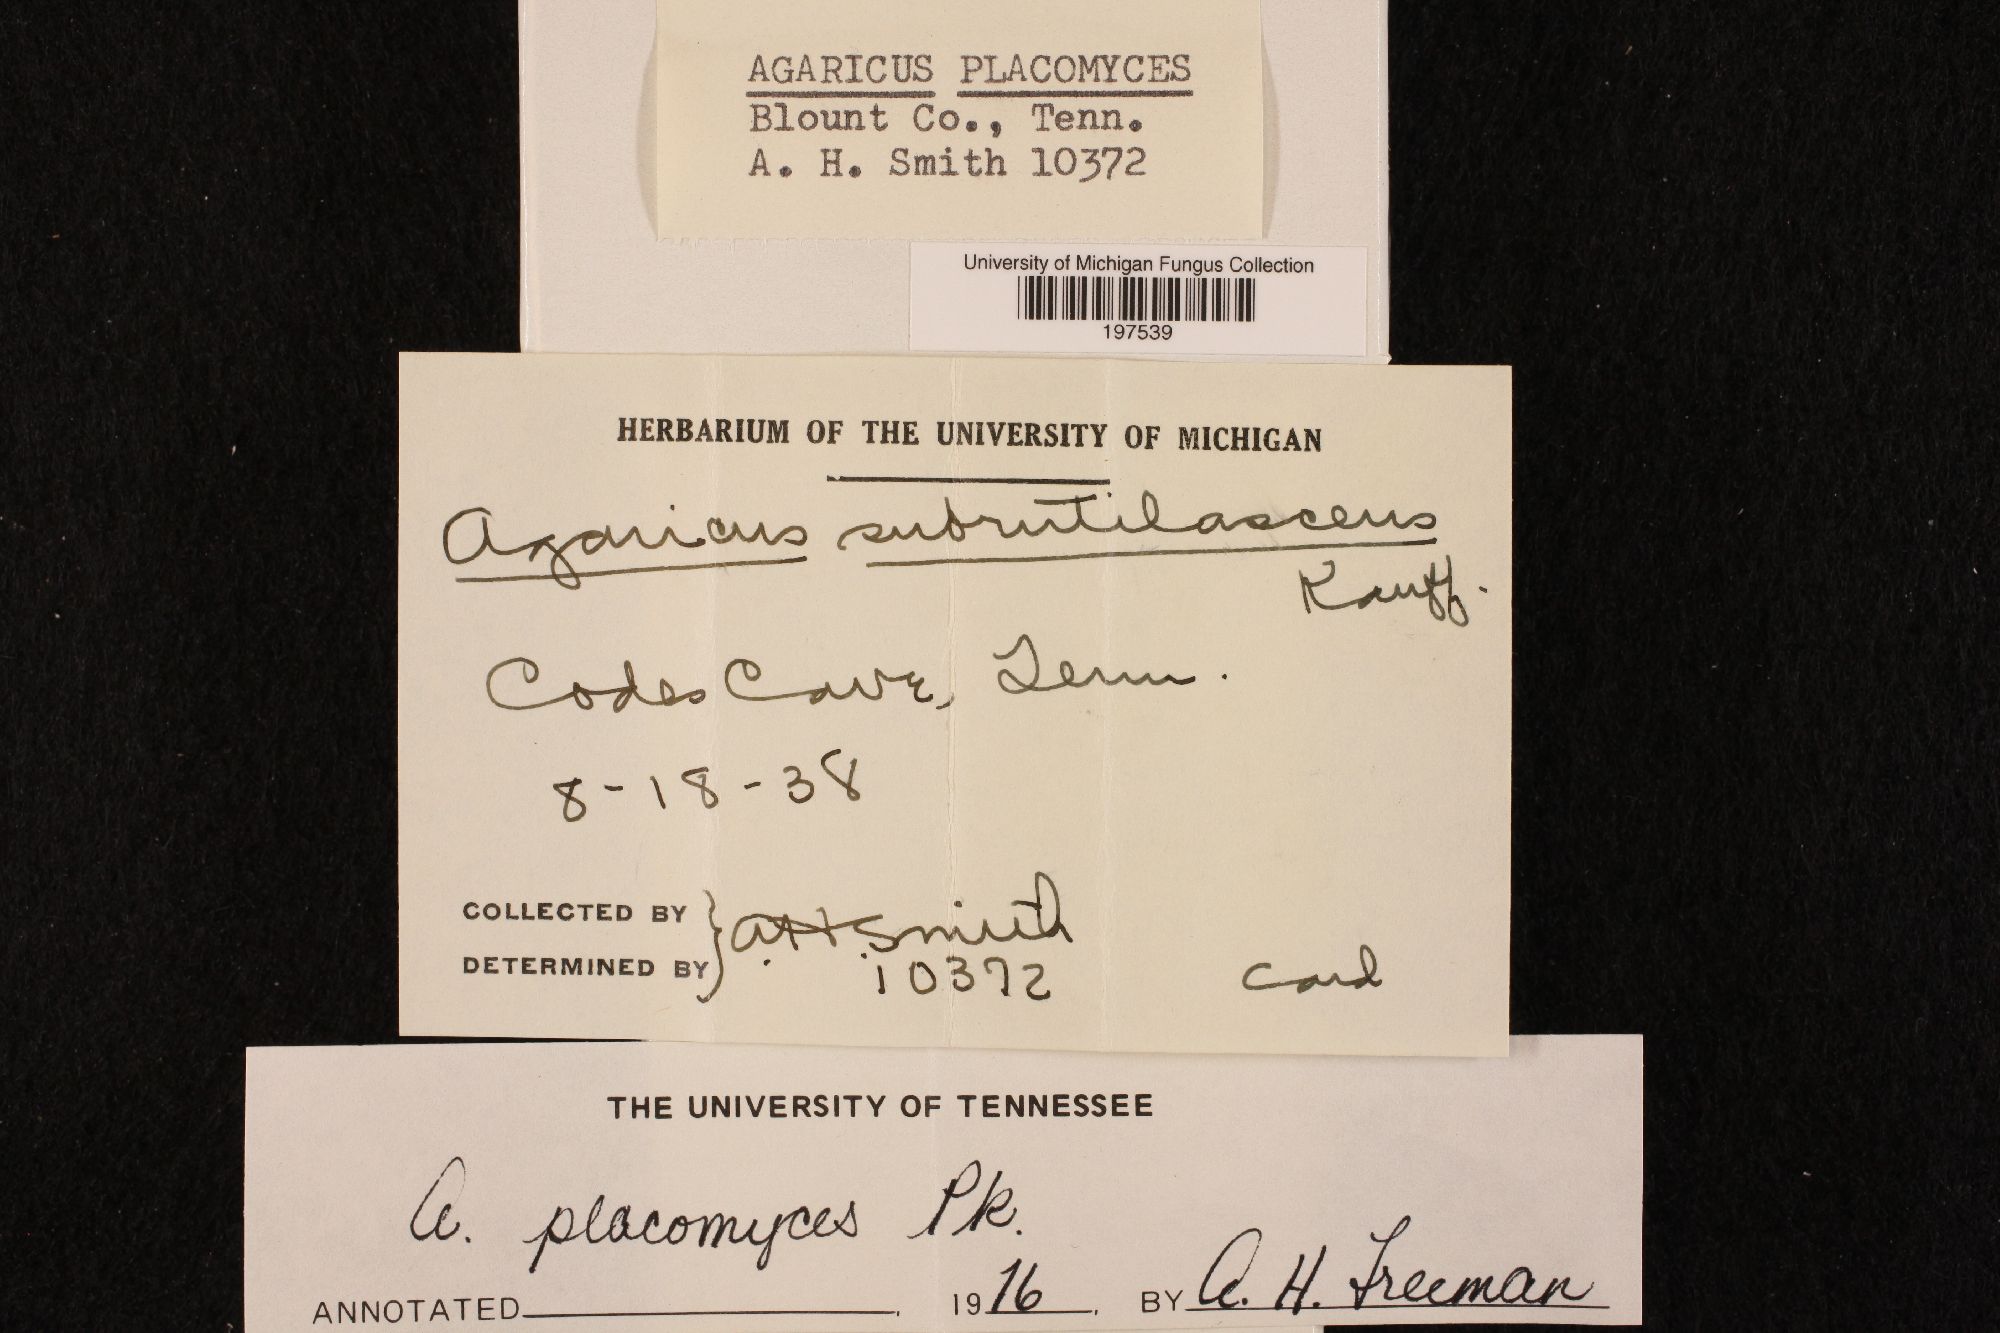 AGARICUS PLACOMYCES
Blount Co., Tenn.
A. H. Smith 10372
University of Michigan Fungus Collection
197539
HERBARIUM OF THE UNIVERSITY OF MICHIGAN
Agaricus subrutilascens
Kauff.
Codes Cave, Tenn.
8-18-38
COLLECTED BY
DETERMINED BY } A.H. Smith
10372
card
THE UNIVERSITY OF TENNESSEE
A. placomyces Pk.
ANNOTATED , 1976, BY A. H. Freeman